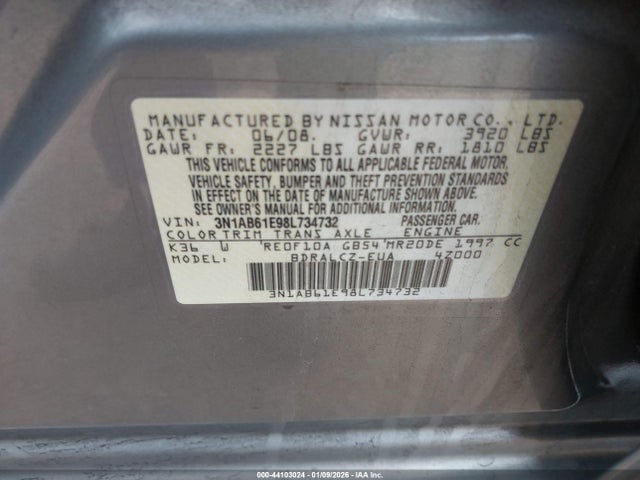 MANUFACTURED BY NISSAN MOTOR CO., LTD.
DATE: 06/08. GVWR: 3920 LBS
GAWR FR: 2227 LBS GAWR RR: 1810 LBS
THIS VEHICLE CONFORMS TO ALL APPLICABLE FEDERAL MOTOR.
VEHICLE SAFETY, BUMPER AND THEFT PREVENTION STANDARDS
IN EFFECT ON THE DATE OF MANUFACTURE SHOWN ABOVE.
SEE OWNER'S MANUAL FOR ADDITIONAL INFORMATION.
VIN: 3N1AB61E98L734732 PASSENGER CAR.
COLOR TRIM TRANS AXLE ENGINE
K36 W RE0F10A GB54 MR20DE 1997 CC
MODEL: BDRALCZ-EUA 4Z000
3N1AB61E98L734732
000-44103024 | 01/09/2026 - IAA Inc.